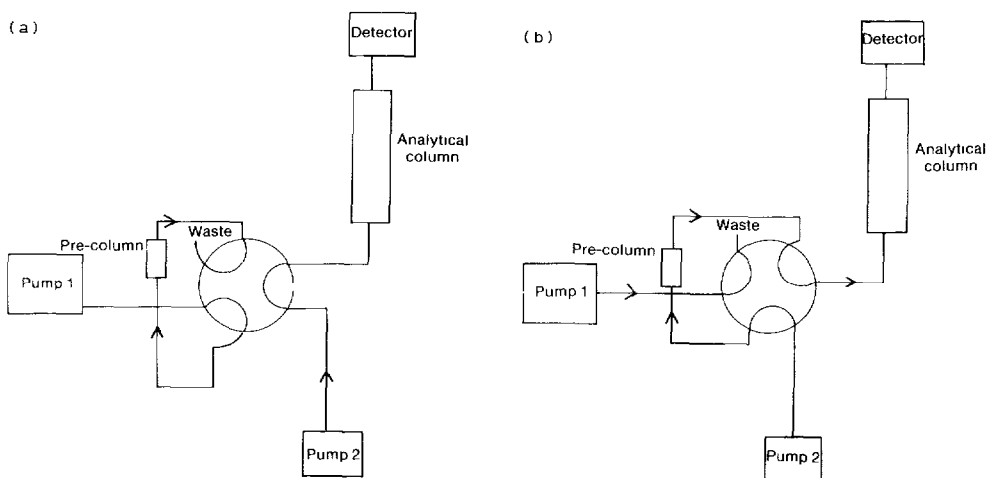 (a)
Detector
Analytical
column
Waste
Pre-column
Pump 1
Pump 2
(b)
Detector
Analytical
column
Waste
Pre-column
Pump 1
Pump 2